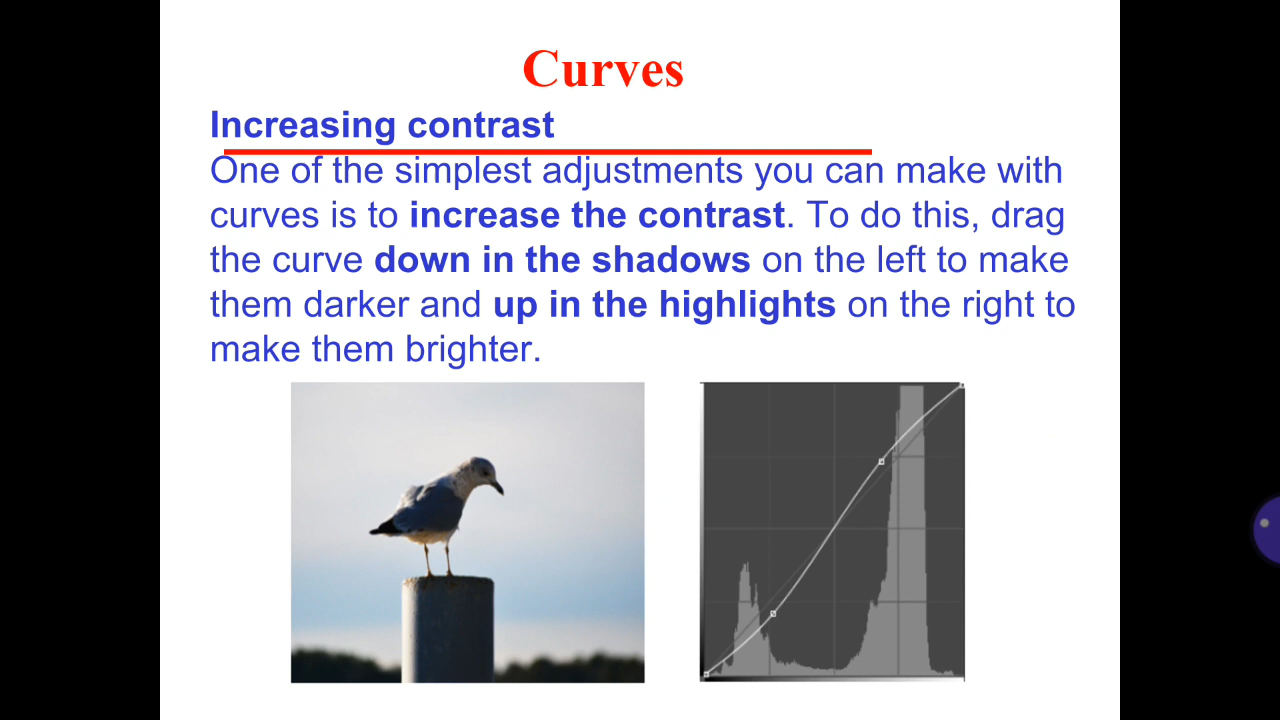 Curves
Increasing contrast
One of the simplest adjustments you can make with
curves is to increase the contrast. To do this, drag
the curve down in the shadows on the left to make
them darker and up in the highlights on the right to
make them brighter.